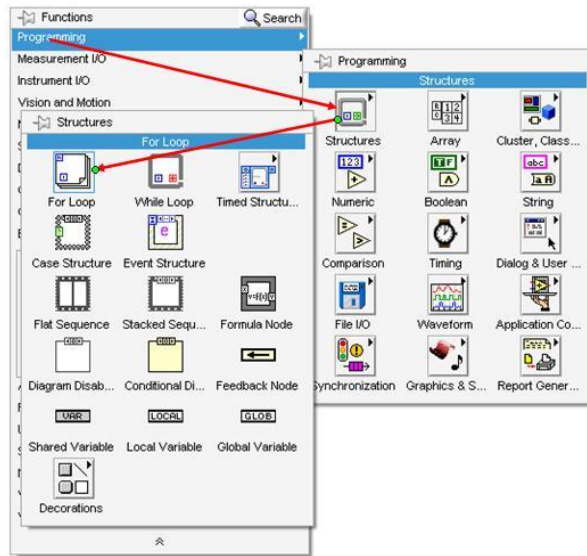 Functions
Search
Programming
Measurement I/O
Instrument I/O
Vision and Motion
Programming
Structures
Structures
Array
Cluster, Class...
Numeric
Boolean
String
Comparison
Timing
Dialog & User ...
File I/O
Waveform
Application Co...
Synchronization
Graphics & S...
Report Gener...
Structures
For Loop
For Loop
While Loop
Timed Structu...
Case Structure
Event Structure
Flat Sequence
Stacked Sequ...
Formula Node
Diagram Disab...
Conditional Di...
Feedback Node
VAR
LOCAL
GLOB
Shared Variable
Local Variable
Global Variable
Decorations